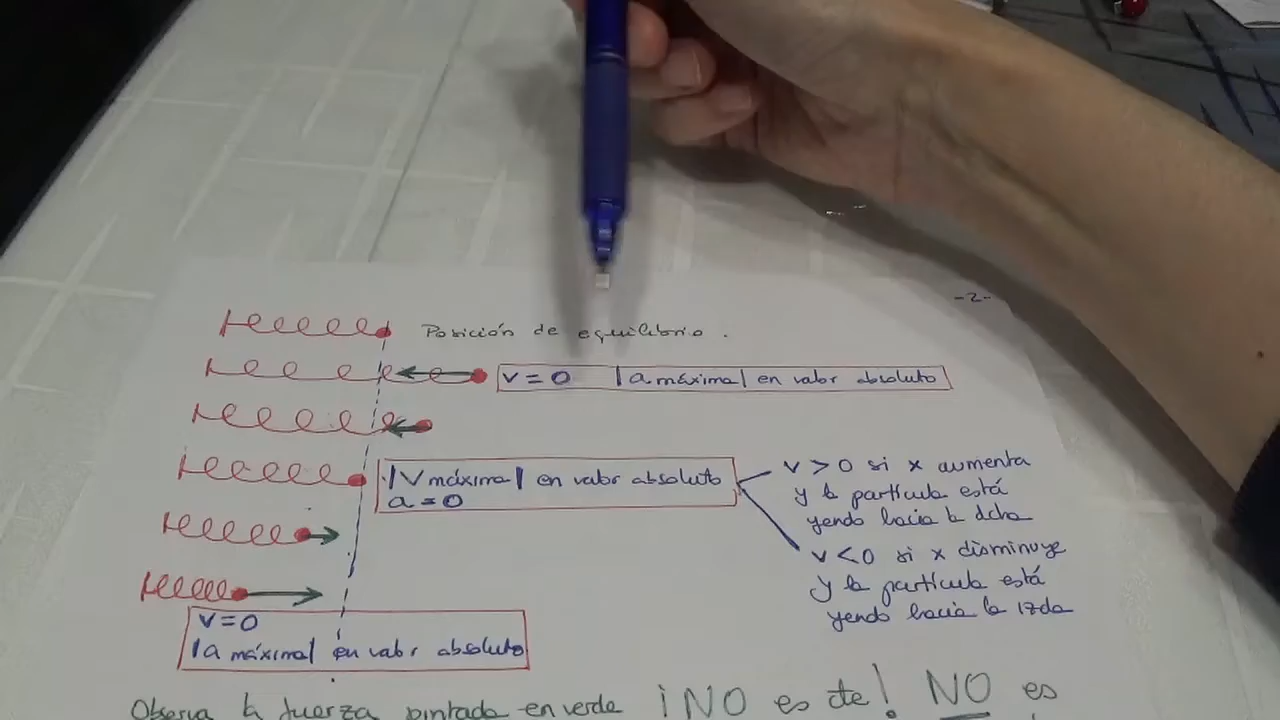 -2-
Posición de equilibrio.
v = 0 |a máxima| en valor absoluto
|V máxima| en valor absoluto
a = 0
v > 0 si x aumenta
y la partícula está
yendo hacia la dcha
v < 0 si x disminuye
y la partícula está
yendo hacia la izda
v = 0
|a máxima| en valor absoluto
Observa la fuerza pintada en verde ¡NO es cte! NO es